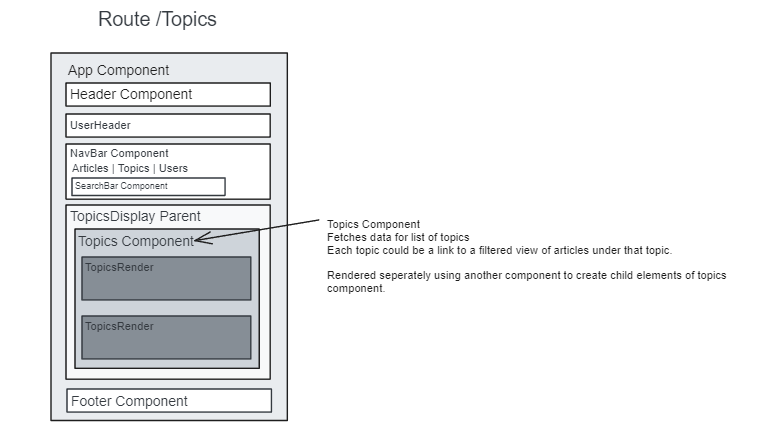 Route /Topics
App Component
Header Component
UserHeader
NavBar Component
Articles | Topics | Users
SearchBar Component
TopicsDisplay Parent
Topics Component
TopicsRender
TopicsRender
Footer Component
Topics Component
Fetches data for list of topics
Each topic could be a link to a filtered view of articles under that topic.
Rendered seperately using another component to create child elements of topics
component.